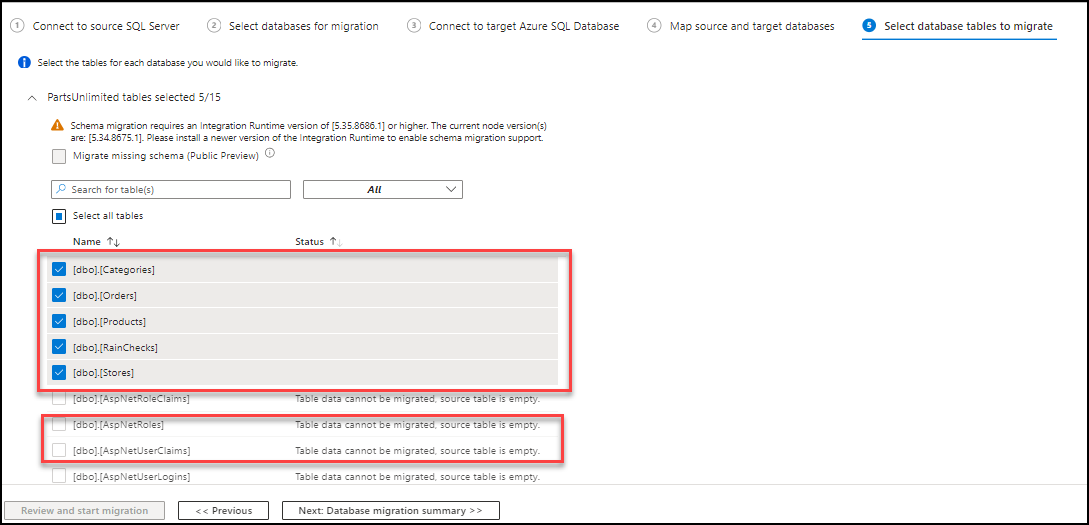 1 Connect to source SQL Server 2 Select databases for migration 3 Connect to target Azure SQL Database 4 Map source and target databases 5 Select database tables to migrate
Select the tables for each database you would like to migrate.
PartsUnlimited tables selected 5/15
Schema migration requires an Integration Runtime version of [5.35.8686.1] or higher. The current node version(s)
are: [5.34.8675.1]. Please install a newer version of the Integration Runtime to enable schema migration support.
Migrate missing schema (Public Preview)
Search for table(s) All
Select all tables
Name ↑↓ Status ↑↓
[dbo].[Categories]
[dbo].[Orders]
[dbo].[Products]
[dbo].[RainChecks]
[dbo].[Stores]
[dbo].[AspNetRoleClaims] Table data cannot be migrated, source table is empty.
[dbo].[AspNetRoles] Table data cannot be migrated, source table is empty.
[dbo].[AspNetUserClaims] Table data cannot be migrated, source table is empty.
[dbo].[AspNetUserLogins] Table data cannot be migrated, source table is empty.
Review and start migration << Previous Next: Database migration summary >>